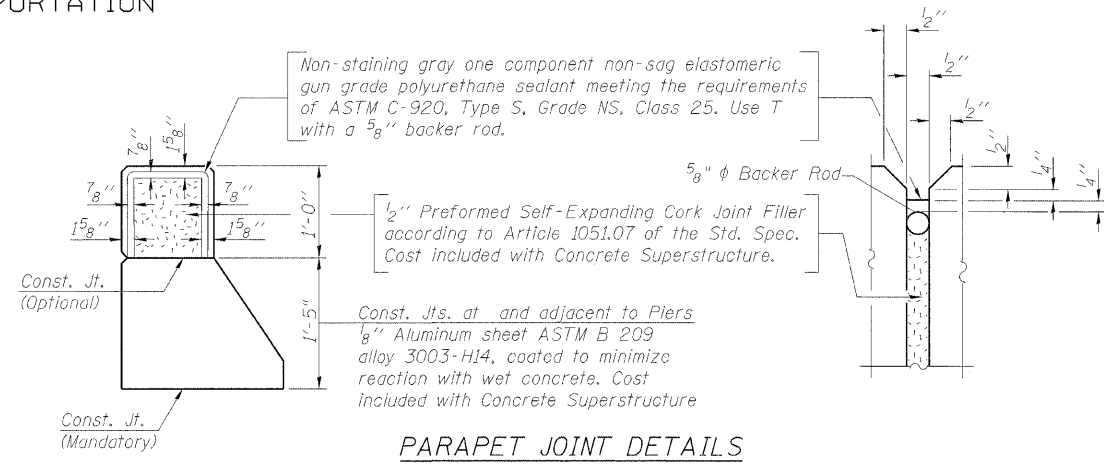 PORTATION
Non-staining gray one component non-sag elastomeric
gun grade polyurethane sealant meeting the requirements
of ASTM C-920, Type S, Grade NS, Class 25. Use T
with a 5/8" backer rod.
1/2"
1/2"
1/2"
1/2"
1/4"
1/4"
5/8" φ Backer Rod
7/8"
1 5/8"
7/8"
7/8"
1 5/8"
1 5/8"
1'-0"
1/2" Preformed Self-Expanding Cork Joint Filler
according to Article 1051.07 of the Std. Spec.
Cost included with Concrete Superstructure.
Const. Jt.
(Optional)
1'-5"
Const. Jts. at and adjacent to Piers
1/8" Aluminum sheet ASTM B 209
alloy 3003-H14, coated to minimize
reaction with wet concrete. Cost
included with Concrete Superstructure
Const. Jt.
(Mandatory)
PARAPET JOINT DETAILS